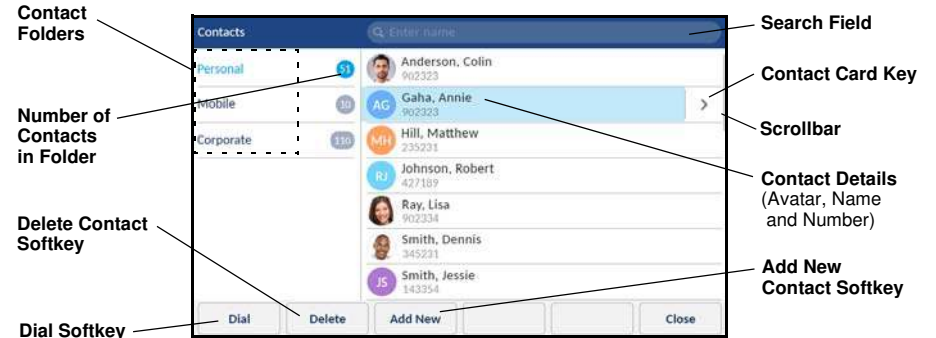 Contact
Folders
Number of
Contacts
in Folder
Delete Contact
Softkey
Dial Softkey
Contacts
Enter name
Personal
51
Mobile
10
Corporate
110
Anderson, Colin
902323
AG
Gaha, Annie
902323
MH
Hill, Matthew
235231
RJ
Johnson, Robert
427189
Ray, Lisa
902334
Smith, Dennis
345231
JS
Smith, Jessie
143354
Dial
Delete
Add New
Close
Search Field
Contact Card Key
Scrollbar
Contact Details
(Avatar, Name
and Number)
Add New
Contact Softkey